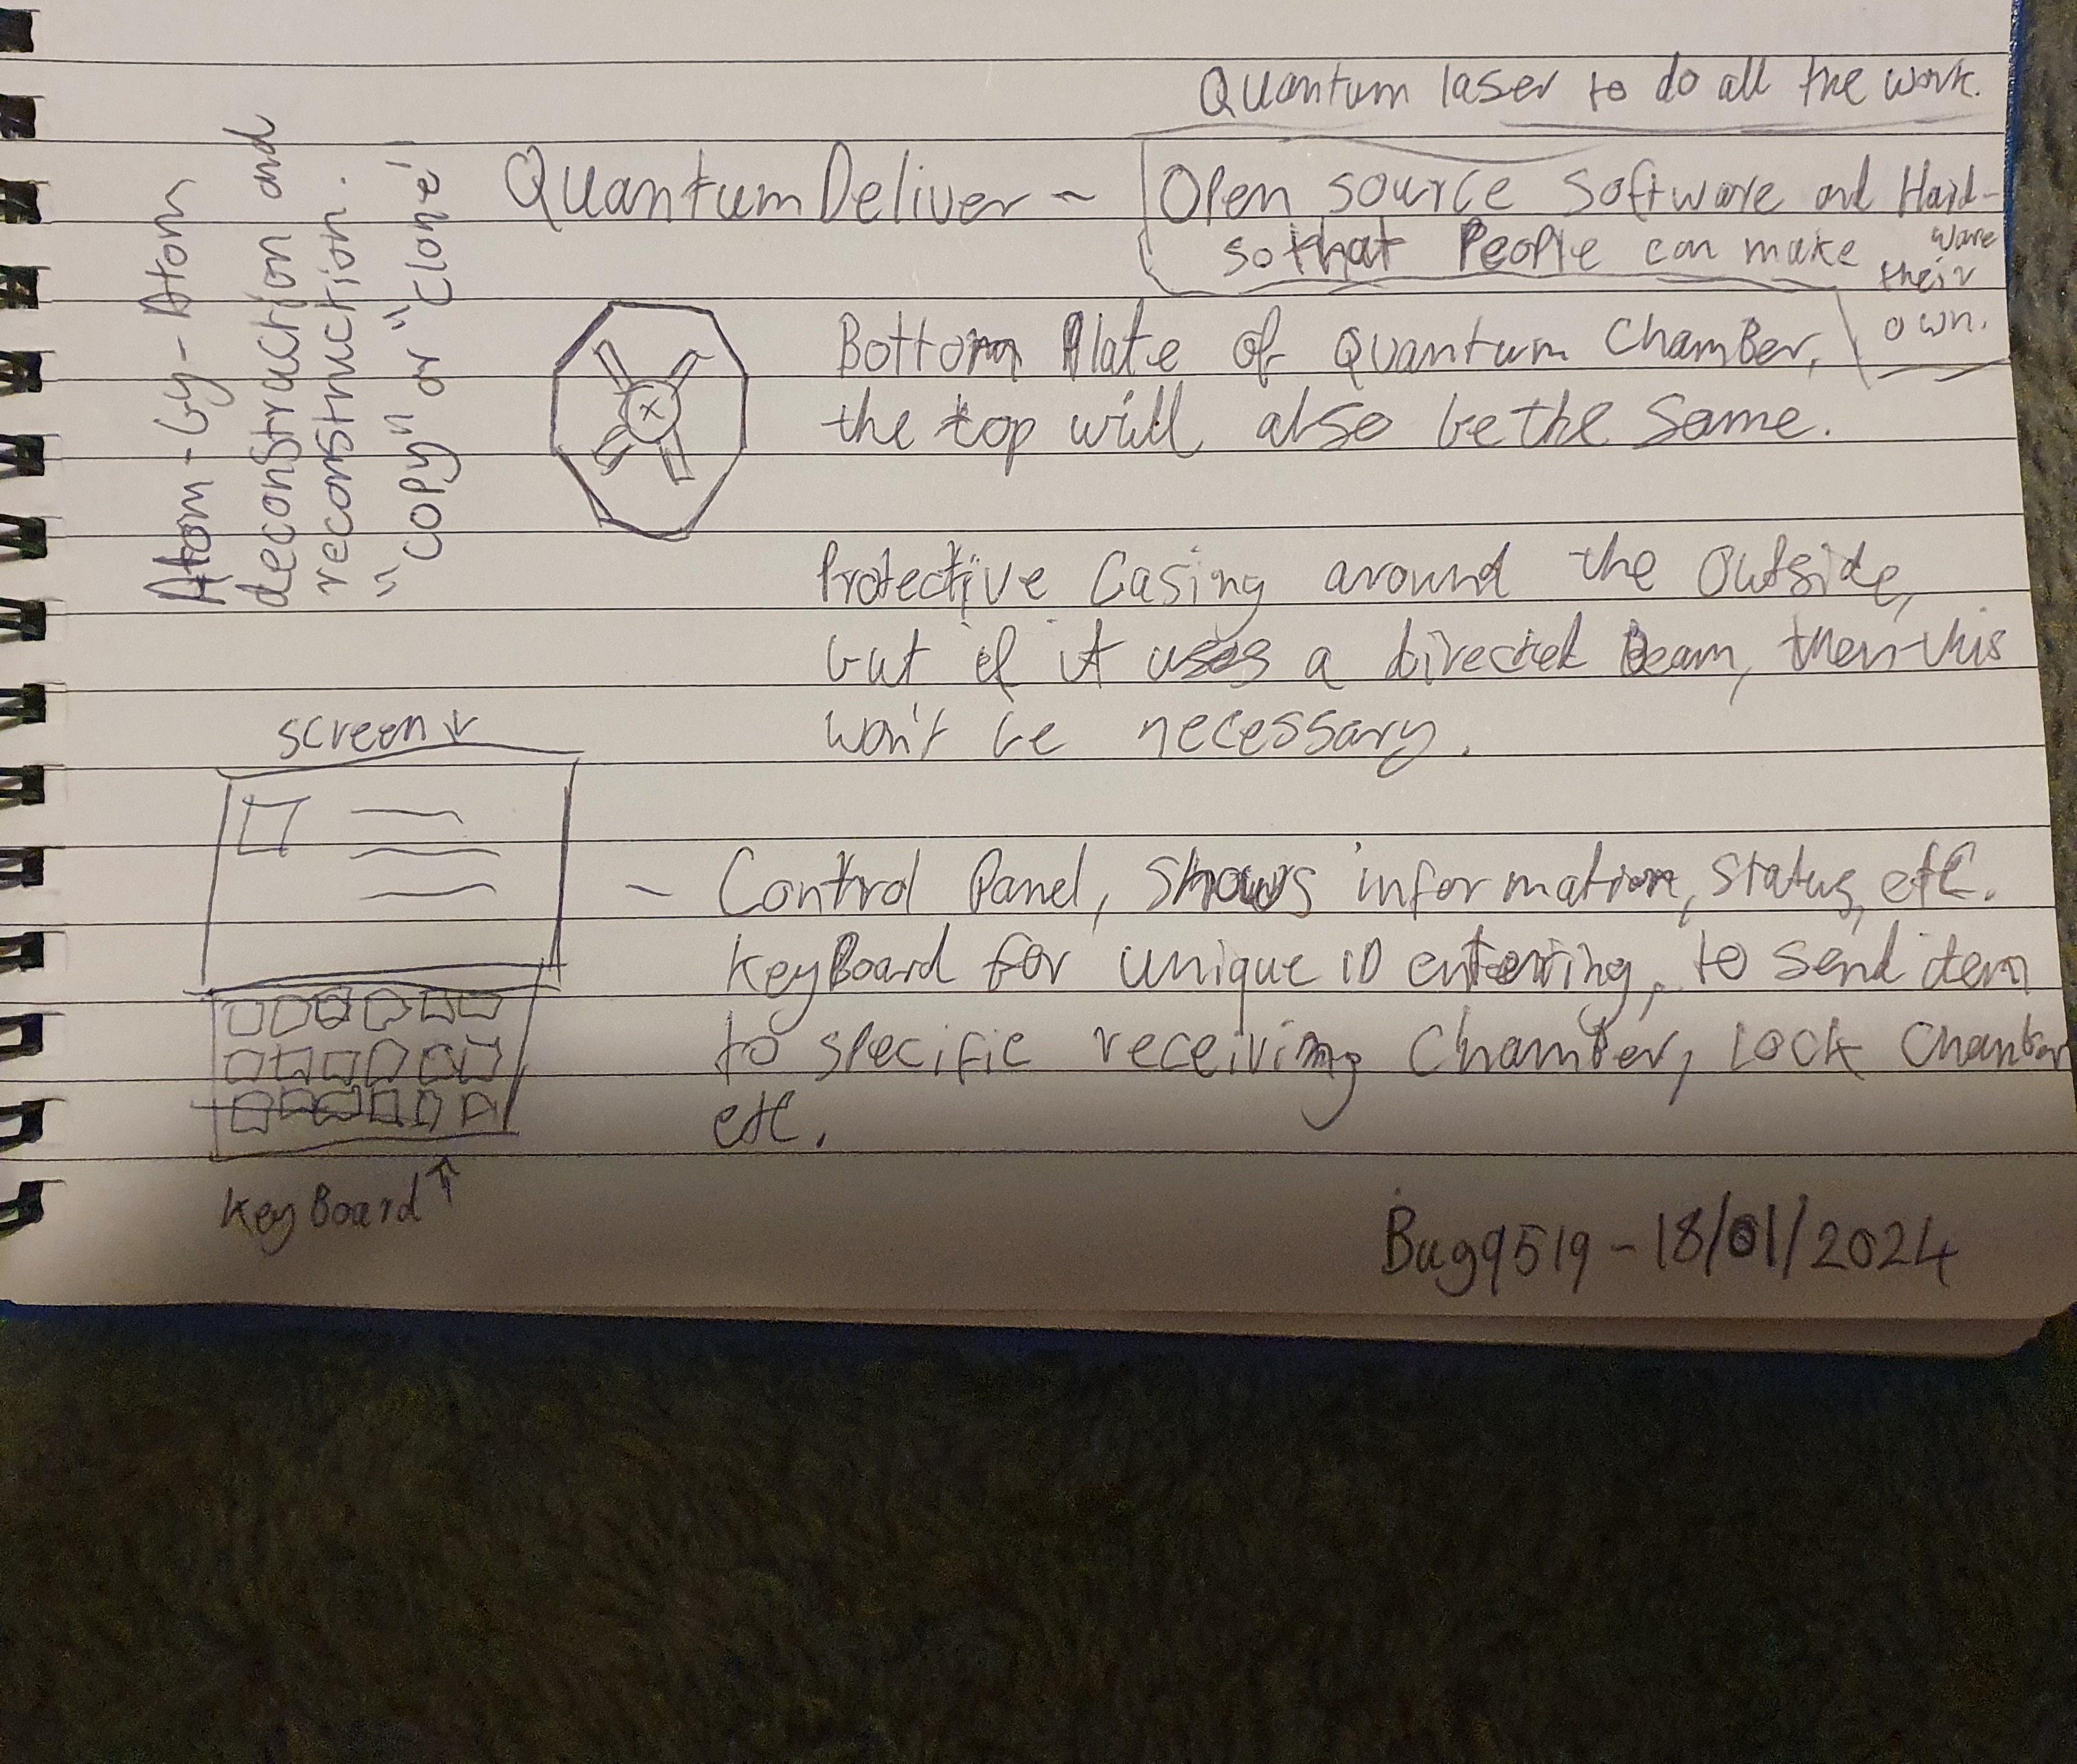 Quantum laser to do all the work.
QuantumDeliver ~ Open source software and Hard-
ware
so that People can make their
own.
Atom-by-Atom
deconstruction and
reconstruction.
"copy" or "clone"
Bottom Plate of Quantum ChamBer,
the top will also be the same.
Protective Casing around the Outside,
but if it uses a directed Beam, then this
won't be necessary.
screen ↓
~ Control Panel, shows information, status, etc.
KeyBoard for unique ID entering, to send item
to specific receiving Chamber, Lock Chamber
etc.
KeyBoard ↑
Bug9519 - 18/01/2024